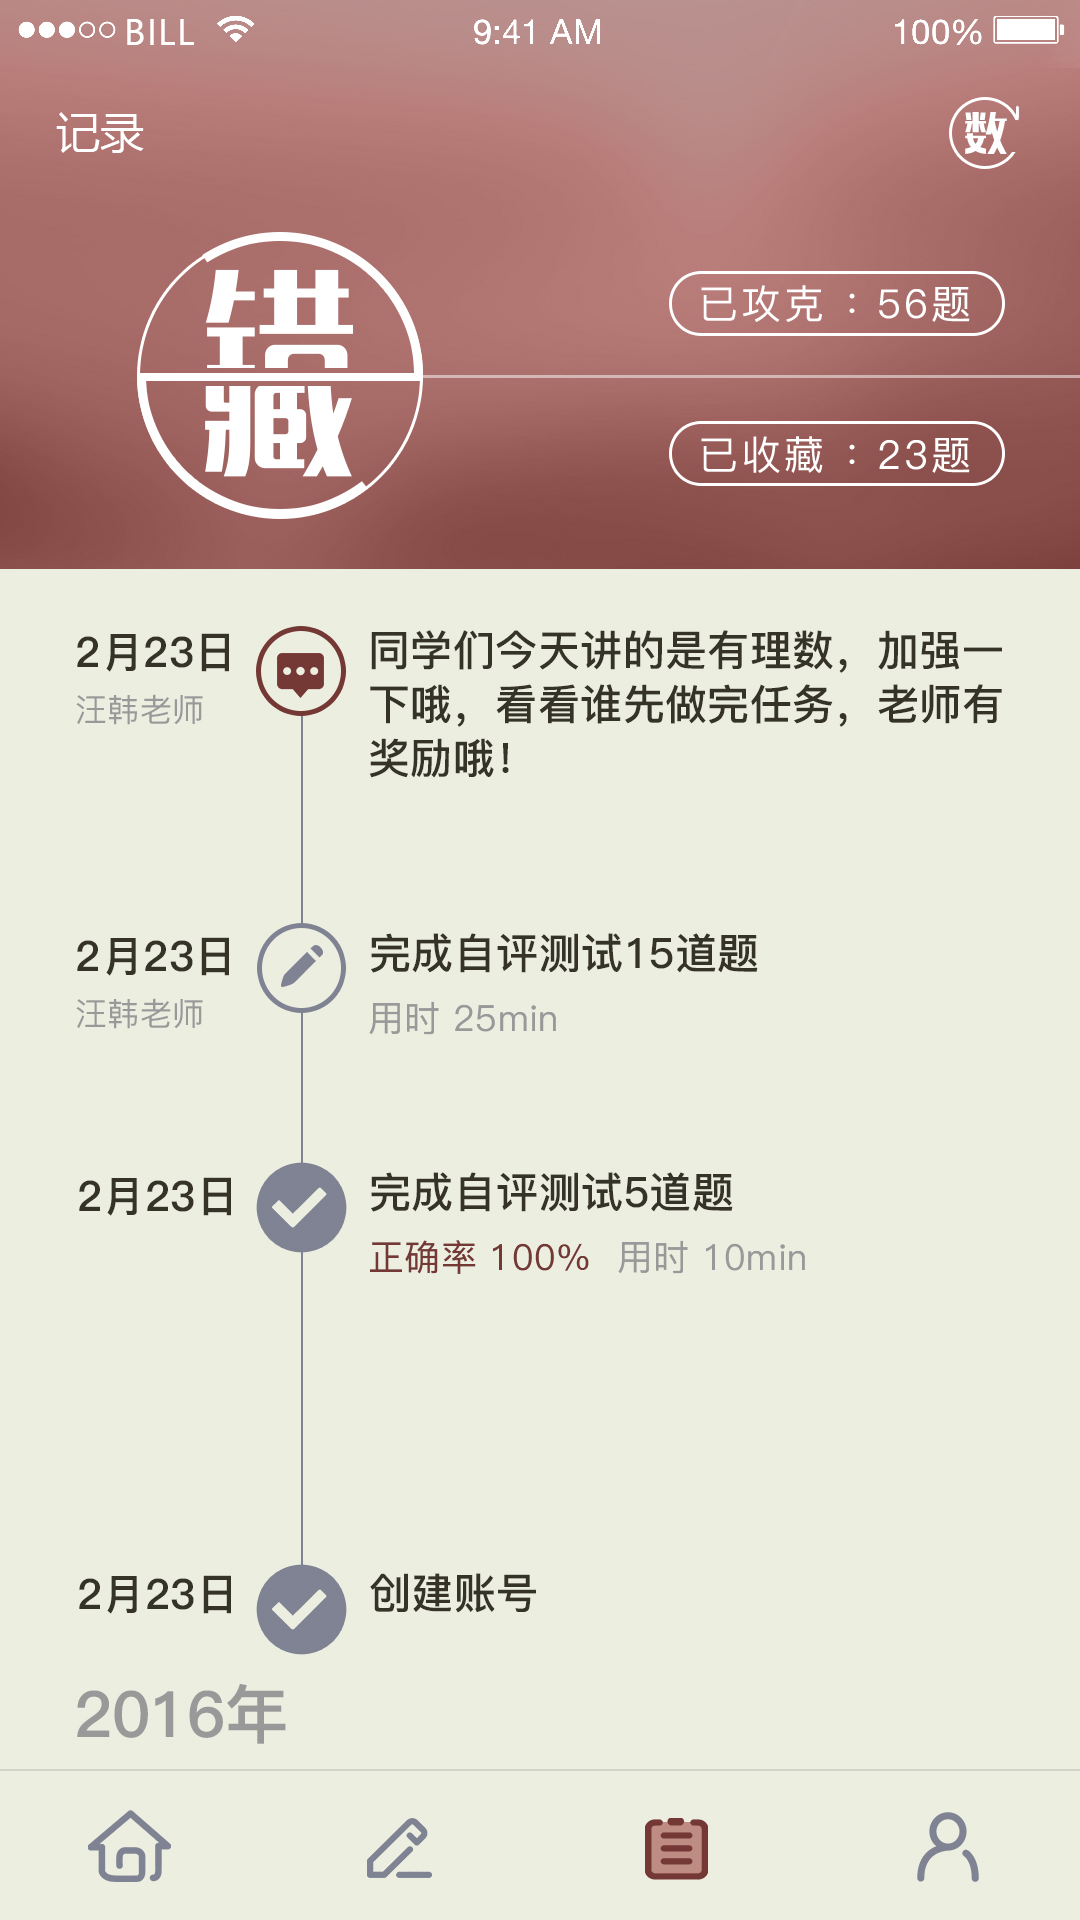 BILL 9:41 AM 100%
记录
数
错
藏
已攻克：56题
已收藏：23题
2月23日
汪韩老师
同学们今天讲的是有理数，加强一
下哦，看看谁先做完任务，老师有
奖励哦！
2月23日
汪韩老师
完成自评测试15道题
用时 25min
2月23日
完成自评测试5道题
正确率 100% 用时 10min
2月23日
创建账号
2016年